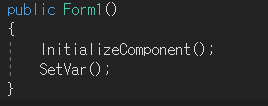 public Form1()
{
InitializeComponent();
SetVar();
}